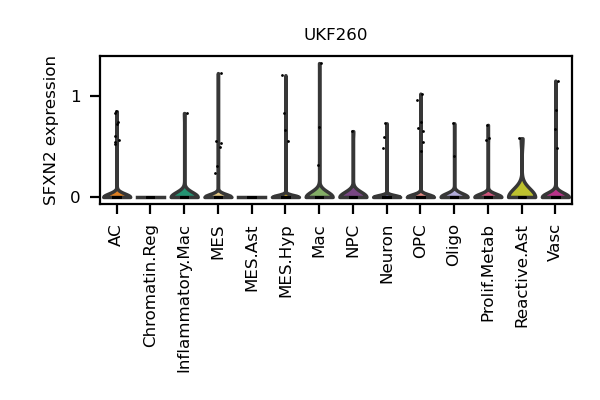 UKF260
SFXN2 expression
1
0
AC
Chromatin.Reg
Inflammatory.Mac
MES
MES.Ast
MES.Hyp
Mac
NPC
Neuron
OPC
Oligo
Prolif.Metab
Reactive.Ast
Vasc